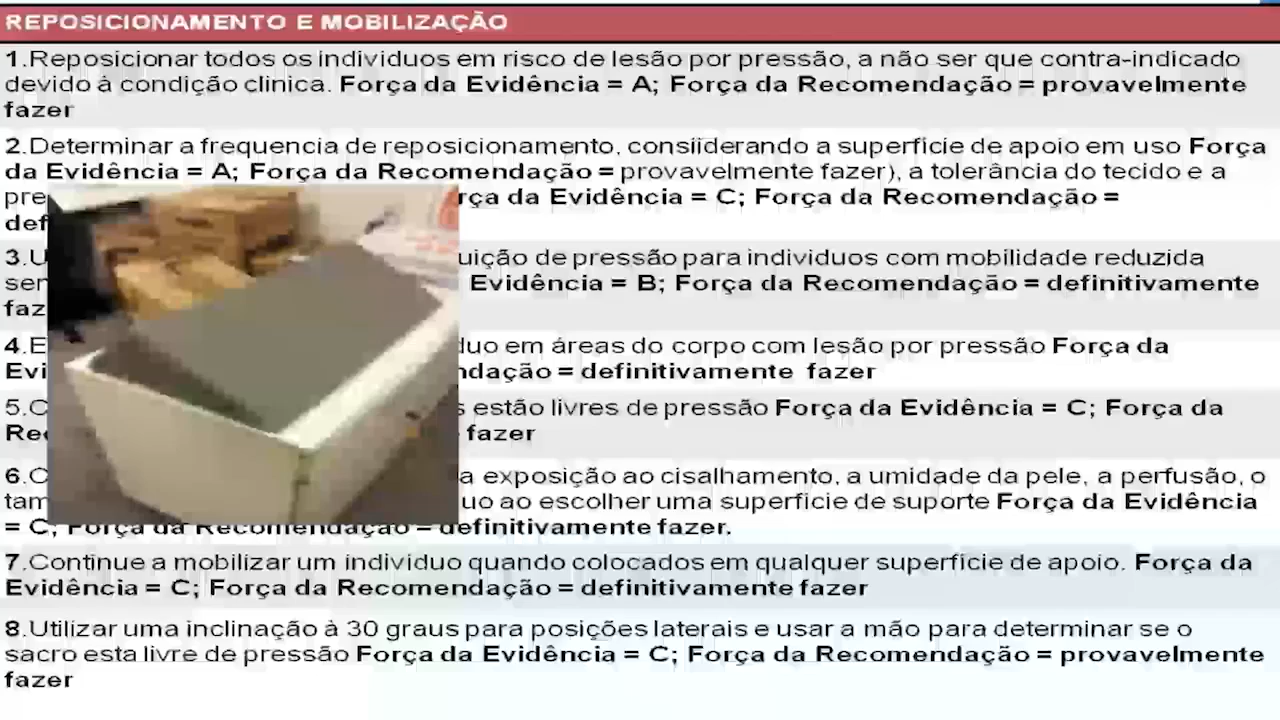 REPOSICIONAMENTO E MOBILIZAÇÃO
1.Reposicionar todos os individuos em risco de lesão por pressão, a não ser que contra-indicado
devido à condição clinica. Força da Evidência = A; Força da Recomendação = provavelmente
fazer
2.Determinar a frequencia de reposicionamento, consiiderando a superficie de apoio em uso Força
da Evidência = A; Força da Recomendação = provavelmente fazer), a tolerância do tecido e a
da Evidência = C; Força da Recomendação =
3. de pressão para individuos com mobilidade reduzida
Evidência = B; Força da Recomendação = definitivamente
4. em áreas do corpo com lesão por pressão Força da
= definitivamente fazer
5. estão livres de pressão Força da Evidência = C; Força da
fazer
6. a exposição ao cisalhamento, a umidade da pele, a perfusão, o
ao escolher uma superficie de suporte Força da Evidência
= C; Força da Recomendação = definitivamente fazer.
7.Continue a mobilizar um individuo quando colocados em qualquer superficie de apoio. Força da
Evidência = C; Força da Recomendação = definitivamente fazer
8.Utilizar uma inclinação à 30 graus para posições laterais e usar a mão para determinar se o
sacro esta livre de pressão Força da Evidência = C; Força da Recomendação = provavelmente
fazer